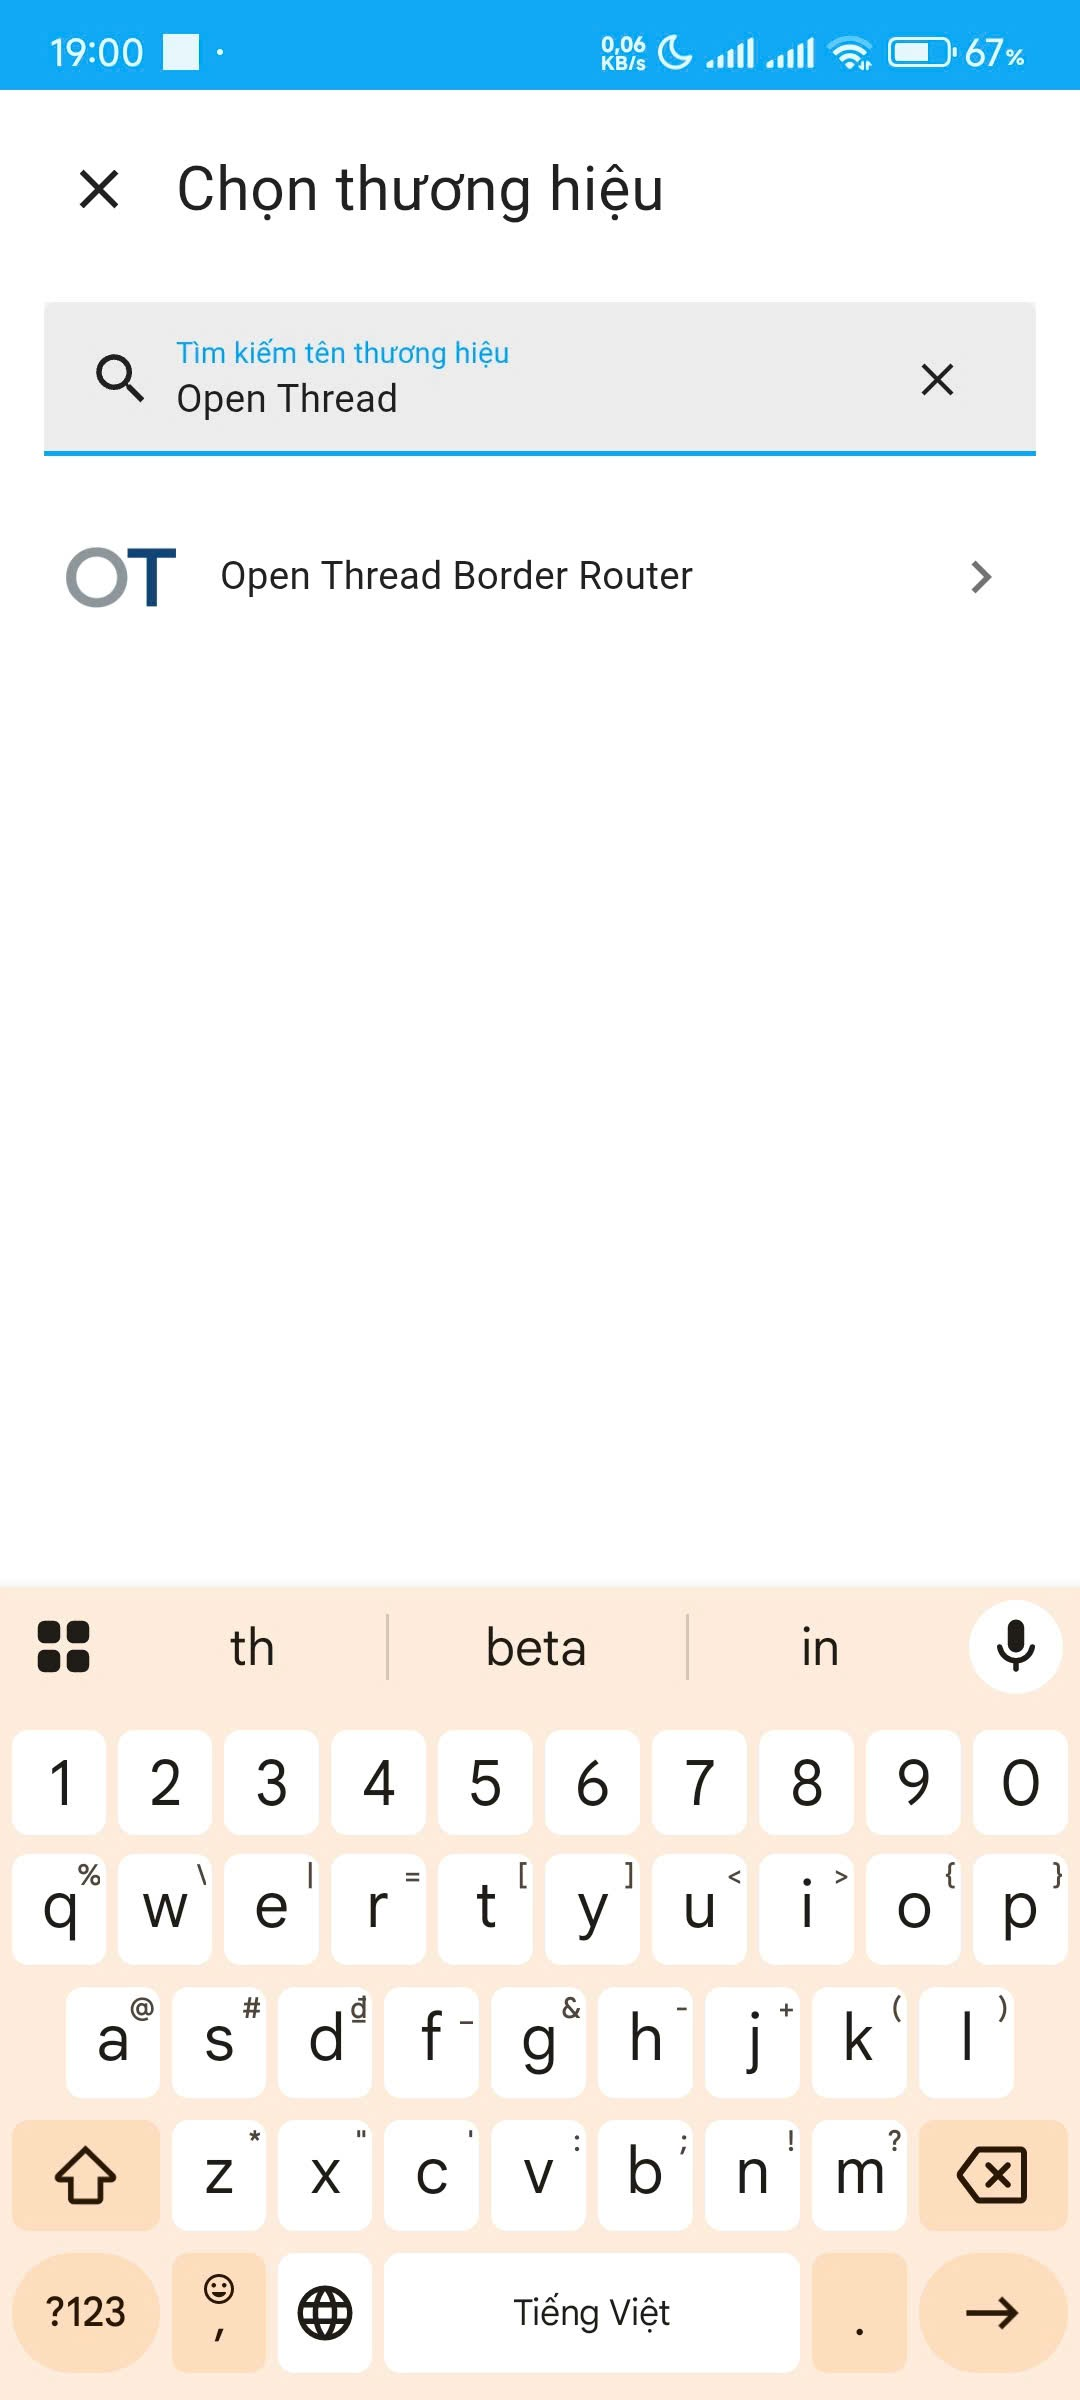 19:00
0,06
KB/s
67%
Chọn thương hiệu
Tìm kiếm tên thương hiệu
Open Thread
OT Open Thread Border Router
th beta in
1 2 3 4 5 6 7 8 9 0
q % w \ e | r = t [ y ] u < i > o { p }
a @ s # d đ f _ g & h - j + k ( l )
z * x " c ' v : b ; n ! m ?
?123 , Tiếng Việt .